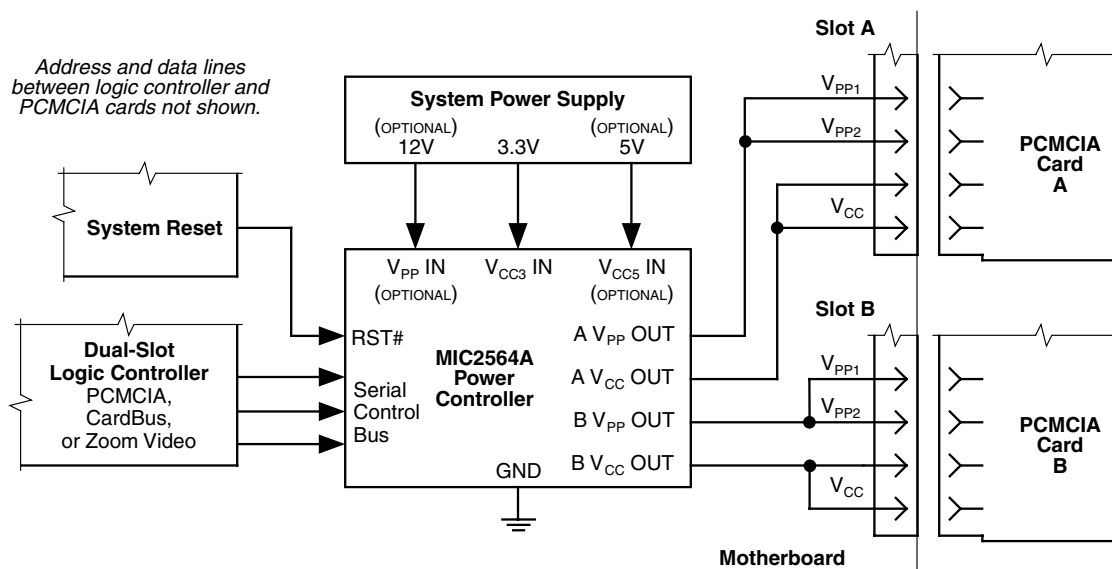 Address and data lines
between logic controller and
PCMCIA cards not shown.
System Power Supply
(OPTIONAL)
12V
3.3V
(OPTIONAL)
5V
System Reset
Dual-Slot
Logic Controller
PCMCIA,
CardBus,
or Zoom Video
VPP IN
(OPTIONAL)
VCC3 IN
VCC5 IN
(OPTIONAL)
RST#
Serial
Control
Bus
MIC2564A
Power
Controller
A VPP OUT
A VCC OUT
B VPP OUT
B VCC OUT
GND
Slot A
VPP1
VPP2
VCC
PCMCIA
Card
A
Slot B
VPP1
VPP2
VCC
PCMCIA
Card
B
Motherboard